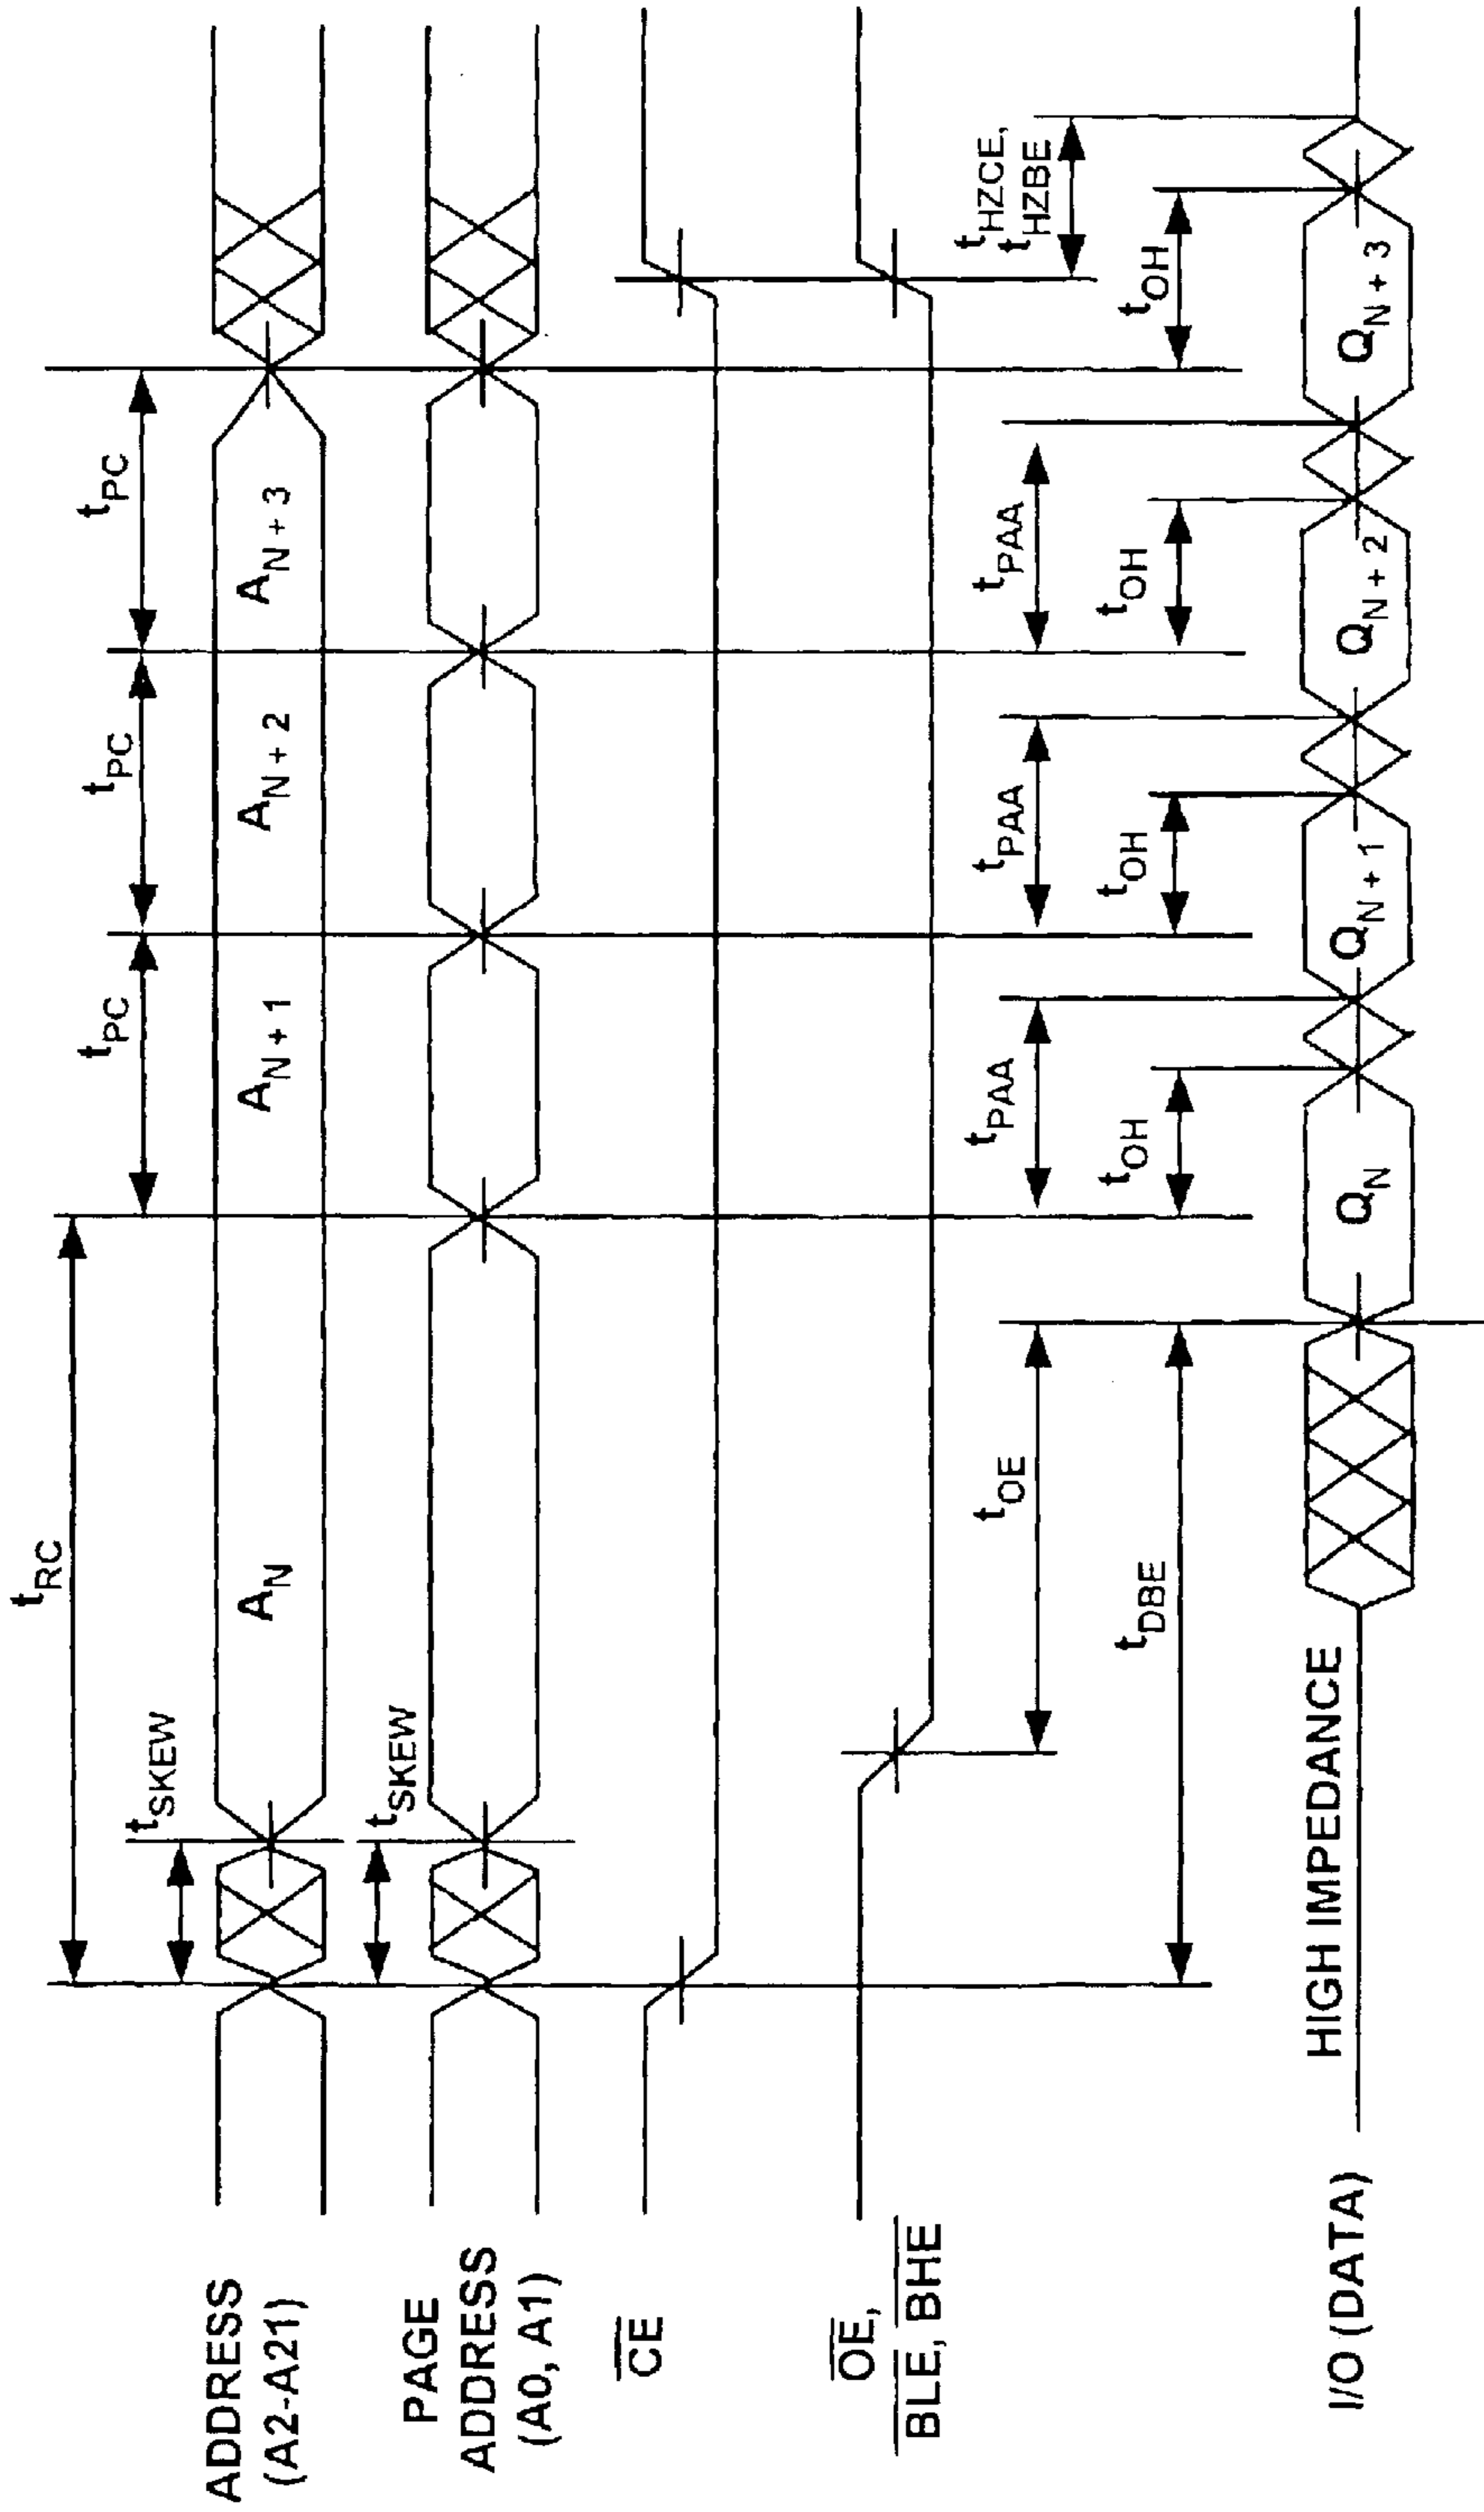 tRC
tSKEW
tPC
tPC
tPC
ADDRESS
(A2-A21)
AN
AN + 1
AN + 2
AN + 3
tSKEW
PAGE
ADDRESS
(A0, A1)
CE
OE,
BLE, BHE
tOE
tPAA
tPAA
tPAA
tHZCE,
tHZBE
tDBE
tOH
tOH
tOH
tOH
I/O (DATA)
HIGH IMPEDANCE
QN
QN + 1
QN + 2
QN + 3